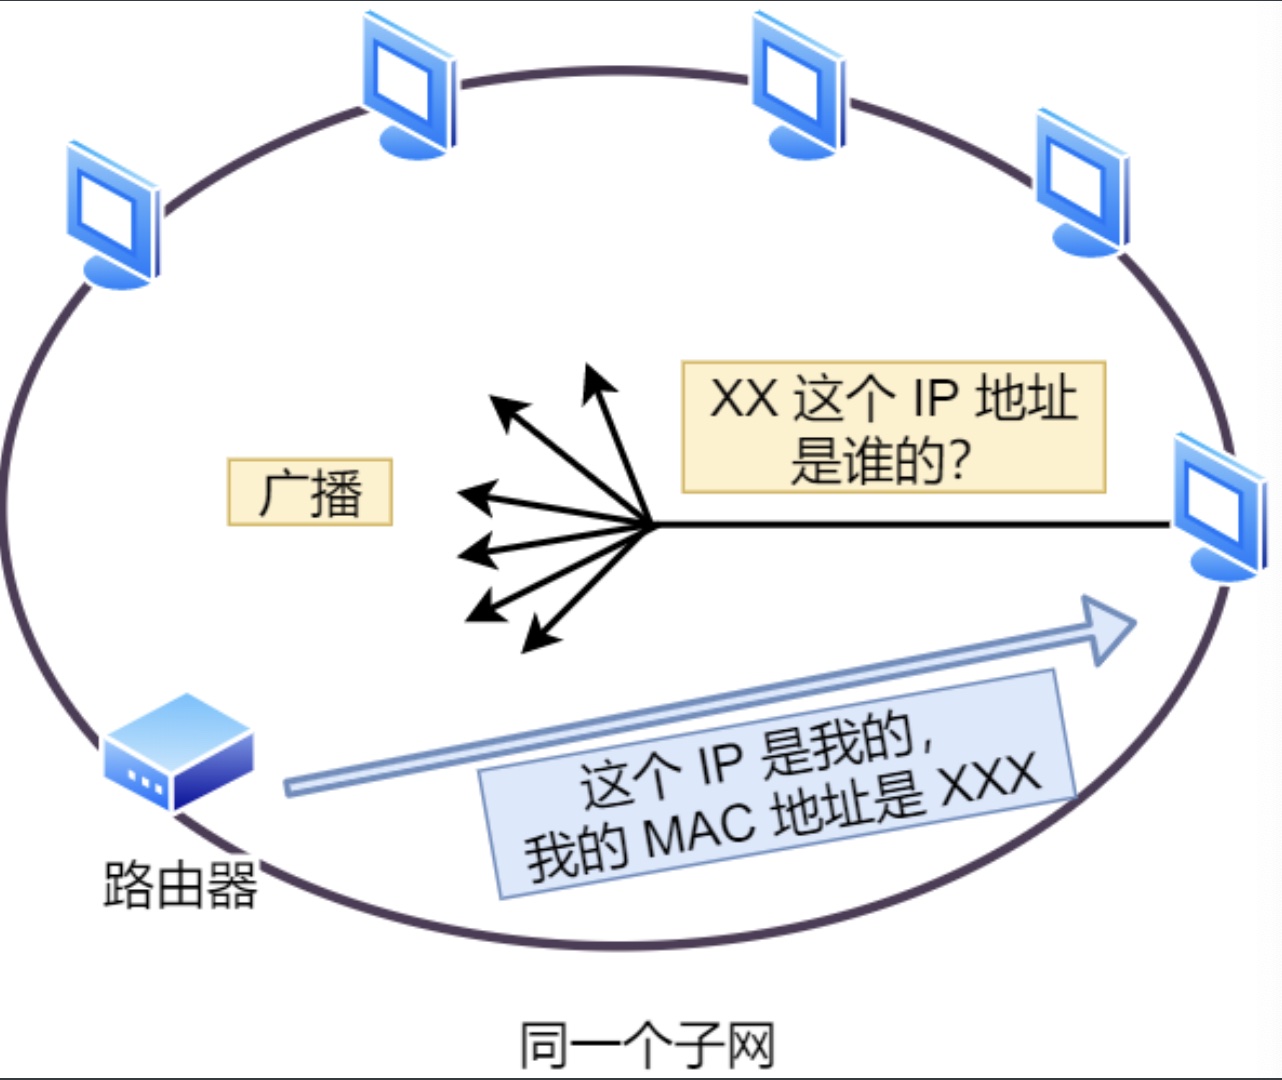 XX 这个 IP 地址
是谁的?
广播
这个 IP 是我的,
我的 MAC 地址是 XXX
路由器
同一个子网